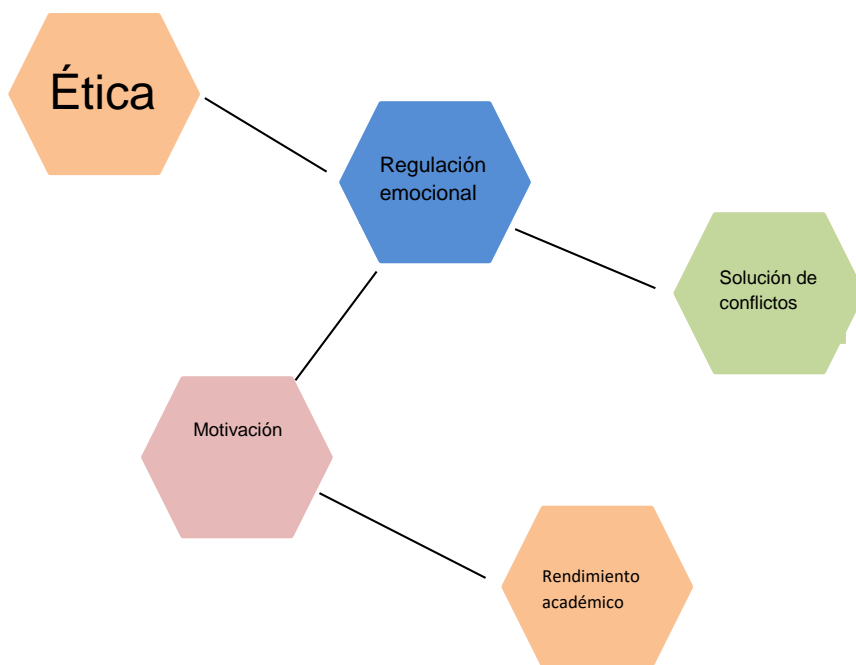 Ética
Regulación
emocional
Solución de
conflictos
Motivación
Rendimiento
académico